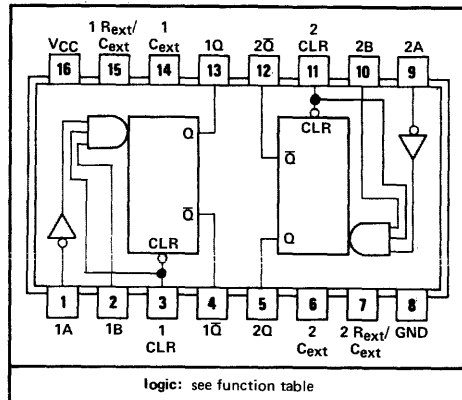 1 Rext/ 1 2
VCC Cext Cext 1Q 2Q̅ CLR 2B 2A
16 15 14 13 12 11 10 9
Q CLR
Q̅
Q̅
CLR Q
1 2 3 4 5 6 7 8
1A 1B 1 1Q̅ 2Q 2 2 Rext/ GND
CLR Cext Cext
logic: see function table